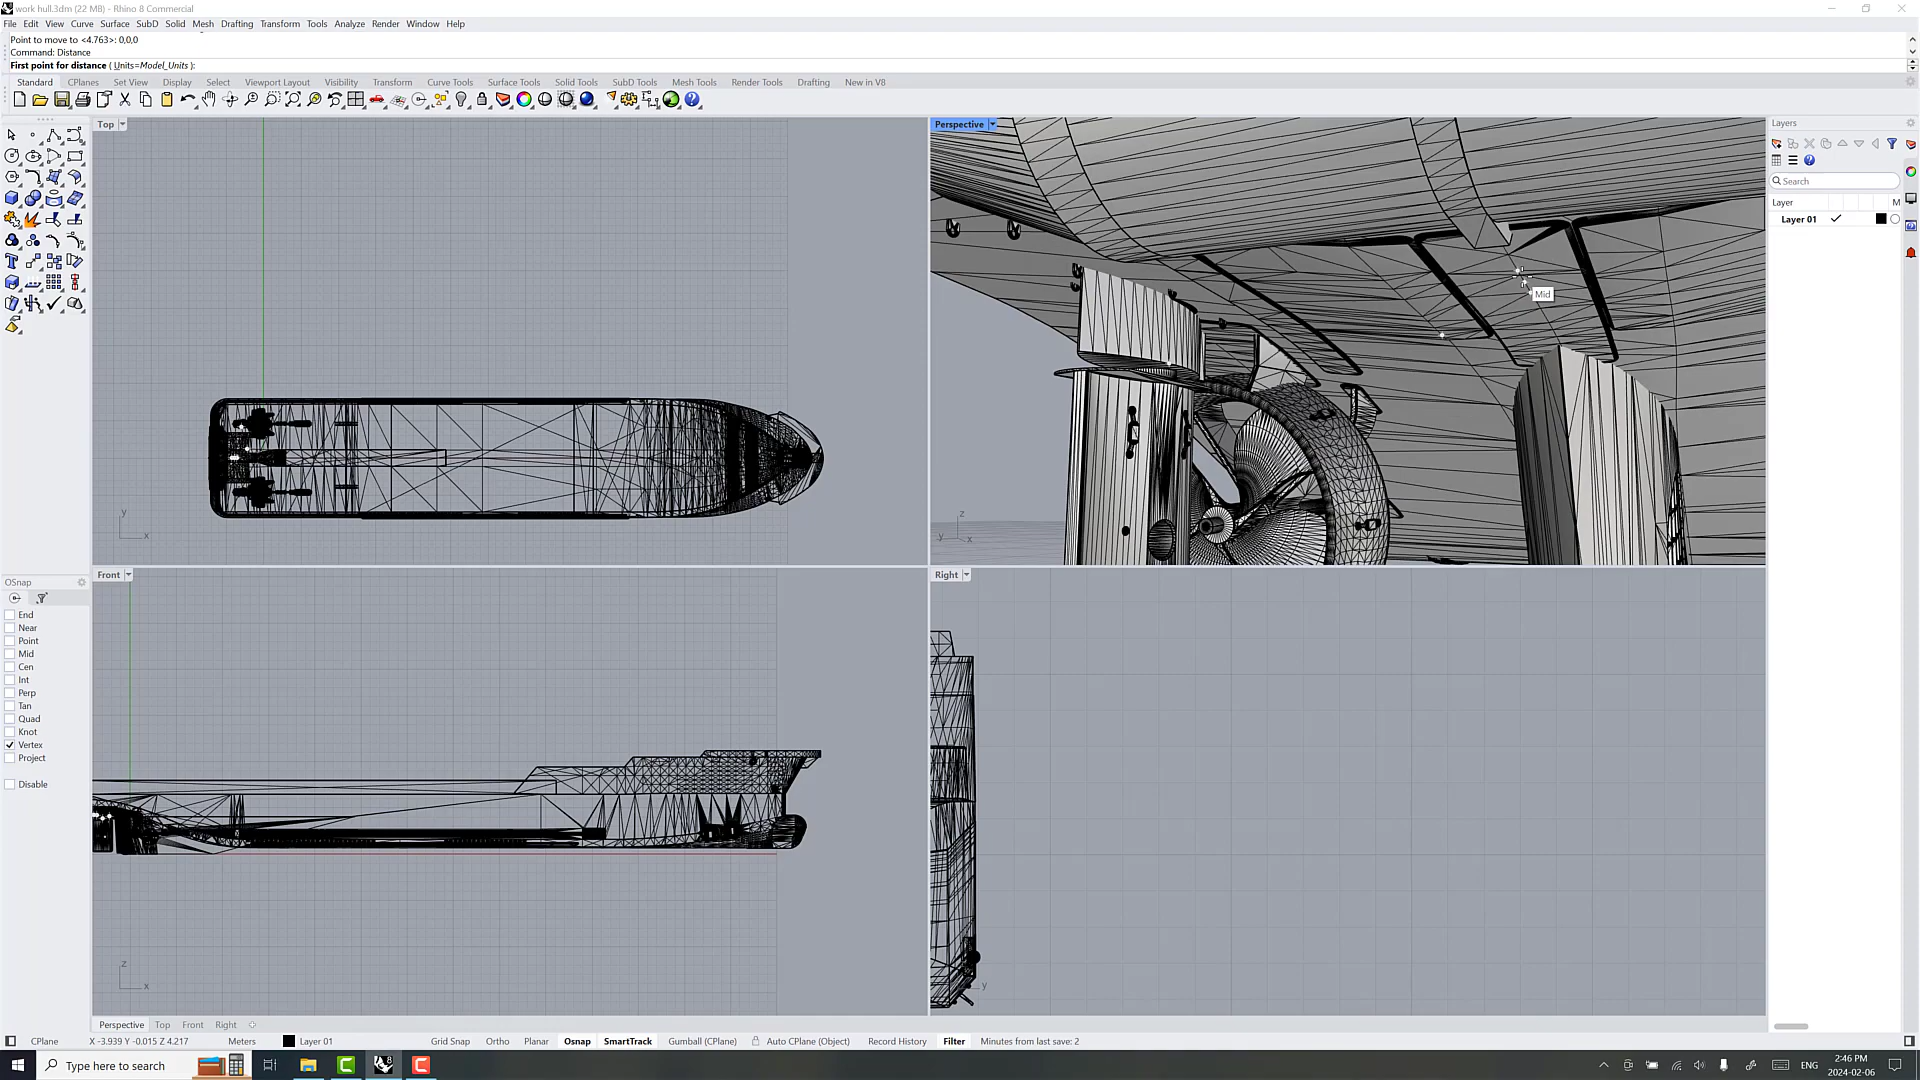 work hull.3dm (22 MB) - Rhino 8 Commercial
File Edit View Curve Surface SubD Solid Mesh Drafting Transform Tools Analyze Render Window Help
Point to move to <4.763>: 0,0,0
Command: Distance
First point for distance ( Units=Model_Units ):
Standard CPlanes Set View Display Select Viewport Layout Visibility Transform Curve Tools Surface Tools Solid Tools SubD Tools Mesh Tools Render Tools Drafting New in V8
Top
Perspective
Layers
Search
Layer M
Layer 01
Mid
y
x
z
y
x
OSnap
Front
Right
End
Near
Point
Mid
Cen
Int
Perp
Tan
Quad
Knot
Vertex
Project
Disable
z
x
y
Perspective Top Front Right
CPlane X -3.939 Y -0.015 Z 4.217 Meters Layer 01 Grid Snap Ortho Planar Osnap SmartTrack Gumball (CPlane) Auto CPlane (Object) Record History Filter Minutes from last save: 2
Type here to search
8
ENG
2:46 PM
2024-02-06